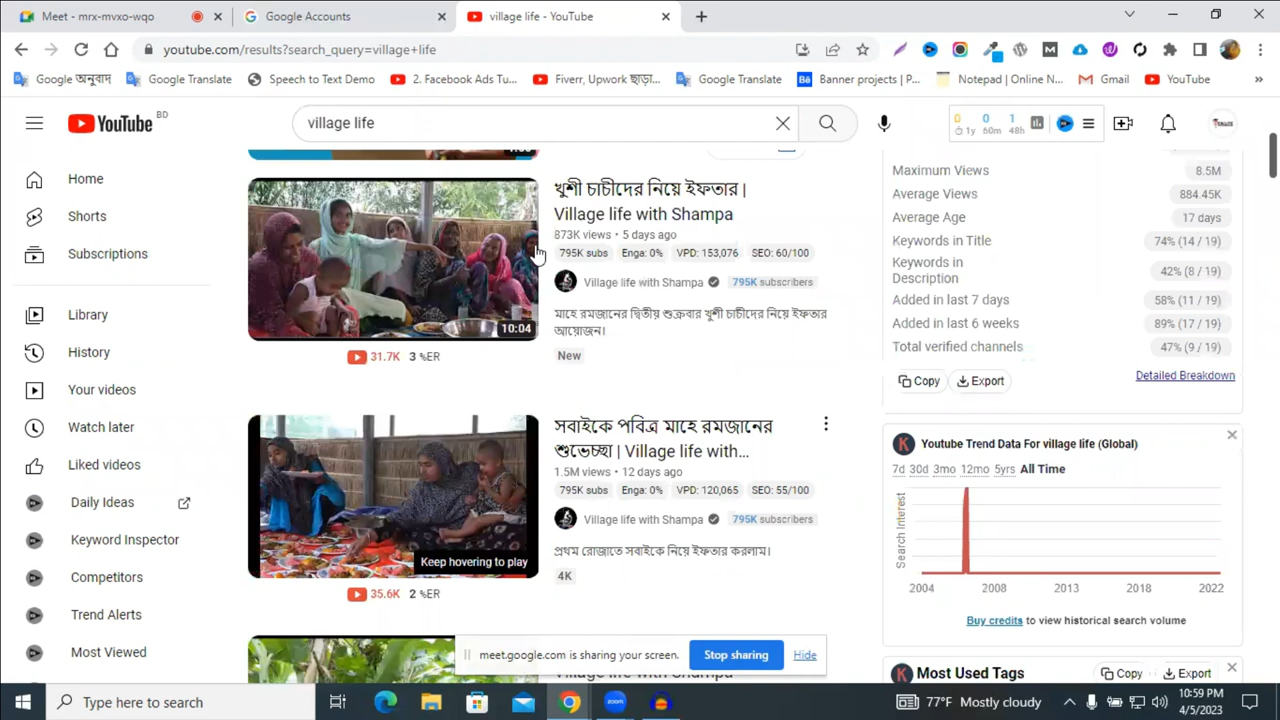 Meet - mrx-mvxo-wqo
Google Accounts
village life - YouTube
youtube.com/results?search_query=village+life
Google অনুবাদ
Google Translate
Speech to Text Demo
2. Facebook Ads Tu...
Fiverr, Upwork ছাড়া...
Google Translate
Banner projects | P...
Notepad | Online N...
Gmail
YouTube
YouTube BD
village life
0 0 1
1y 60m 48h
Home
Shorts
Subscriptions
Library
History
Your videos
Watch later
Liked videos
Daily Ideas
Keyword Inspector
Competitors
Trend Alerts
Most Viewed
খুশী চাচীদের নিয়ে ইফতার |
Village life with Shampa
873K views • 5 days ago
795K subs Enga: 0% VPD: 153,076 SEO: 60/100
Village life with Shampa 795K subscribers
মাহে রমজানের দ্বিতীয় শুক্রবার খুশী চাচীদের নিয়ে ইফতার
আয়োজন।
New
10:04
31.7K 3 %ER
সবাইকে পবিত্র মাহে রমজানের
শুভেচ্ছা | Village life with...
1.5M views • 12 days ago
795K subs Enga: 0% VPD: 120,065 SEO: 55/100
Village life with Shampa 795K subscribers
প্রথম রোজাতে সবাইকে নিয়ে ইফতার করলাম।
4K
Keep hovering to play
35.6K 2 %ER
Maximum Views 8.5M
Average Views 884.45K
Average Age 17 days
Keywords in Title 74% (14 / 19)
Keywords in
Description 42% (8 / 19)
Added in last 7 days 58% (11 / 19)
Added in last 6 weeks 89% (17 / 19)
Total verified channels 47% (9 / 19)
Copy Export Detailed Breakdown
Youtube Trend Data For village life (Global)
7d 30d 3mo 12mo 5yrs All Time
Search Interest
2004 2008 2013 2018 2022
Buy credits to view historical search volume
Most Used Tags Copy Export
meet.google.com is sharing your screen. Stop sharing Hide
Type here to search
77°F Mostly cloudy
10:59 PM
4/5/2023